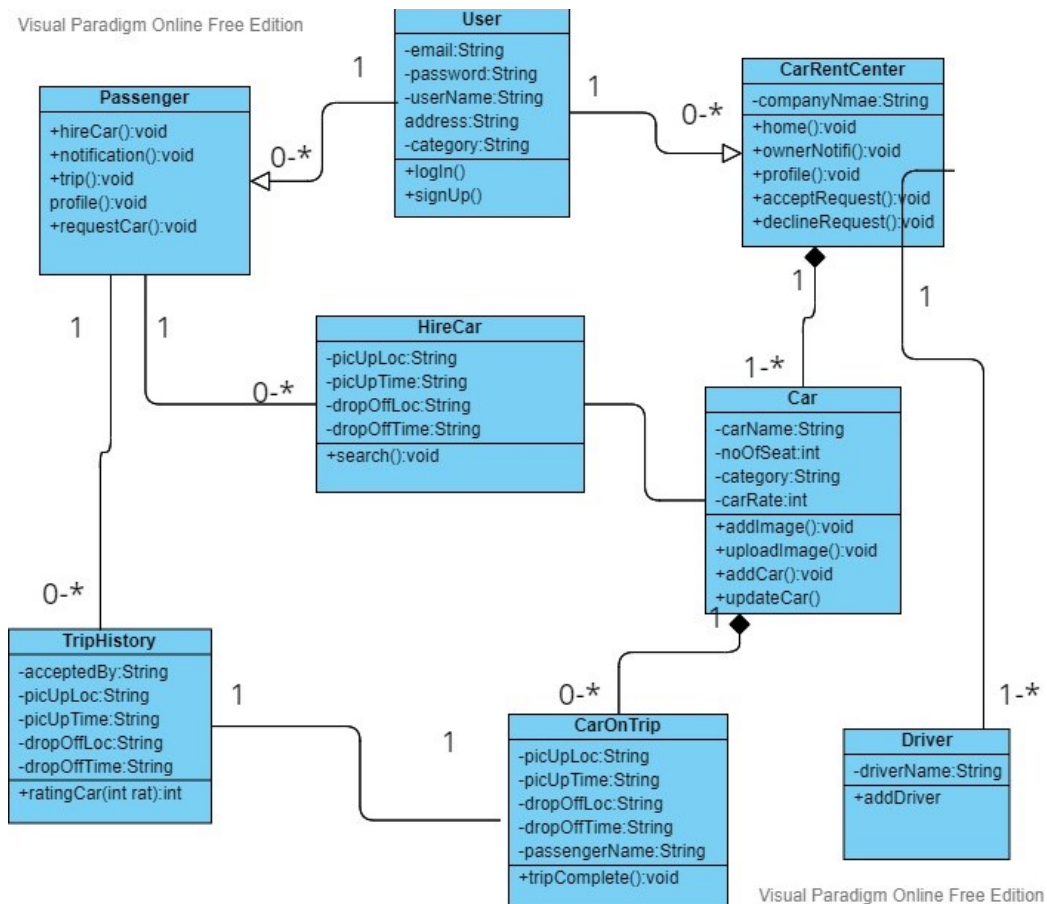 Visual Paradigm Online Free Edition
User
-email:String
-password:String
-userName:String
address:String
-category:String
+logIn()
+signUp()
1
0-*
1
0-*
Passenger
+hireCar():void
+notification():void
+trip():void
profile():void
+requestCar():void
CarRentCenter
-companyNmae:String
+home():void
+ownerNotifi():void
+profile():void
+acceptRequest():void
+declineRequest():void
1
1
1
1
HireCar
-picUpLoc:String
-picUpTime:String
-dropOffLoc:String
-dropOffTime:String
+search():void
0-*
1-*
Car
-carName:String
-noOfSeat:int
-category:String
-carRate:int
+addImage():void
+uploadImage():void
+addCar():void
+updateCar()
1
0-*
0-*
1-*
TripHistory
-acceptedBy:String
-picUpLoc:String
-picUpTime:String
-dropOffLoc:String
-dropOffTime:String
+ratingCar(int rat):int
1
1
CarOnTrip
-picUpLoc:String
-picUpTime:String
-dropOffLoc:String
-dropOffTime:String
-passengerName:String
+tripComplete():void
Driver
-driverName:String
+addDriver
Visual Paradigm Online Free Edition